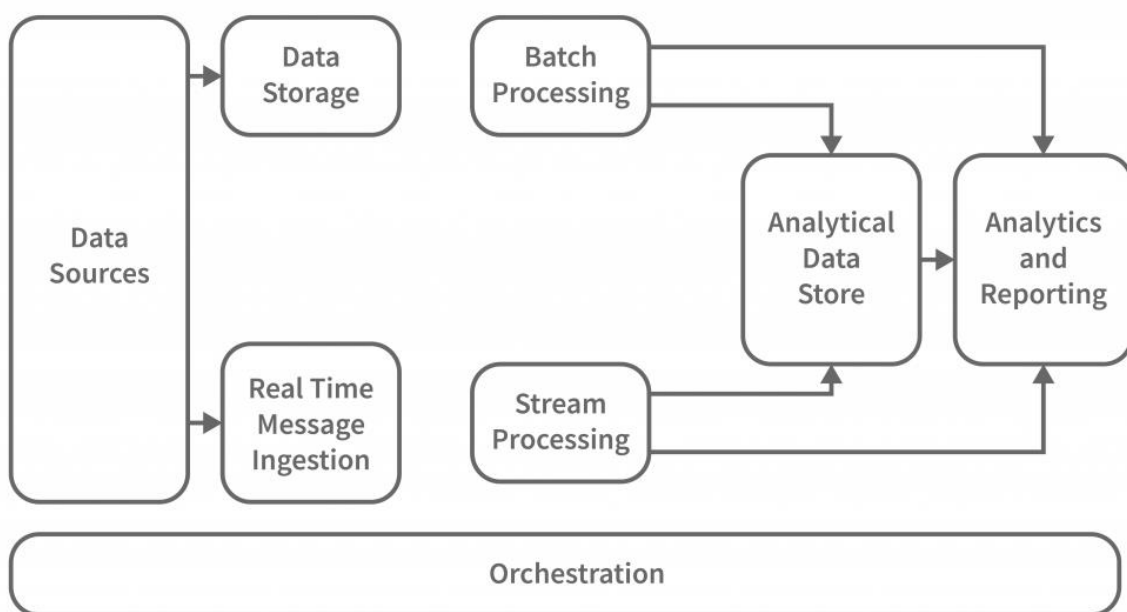 Data
Sources
Data
Storage
Real Time
Message
Ingestion
Batch
Processing
Stream
Processing
Analytical
Data
Store
Analytics
and
Reporting
Orchestration